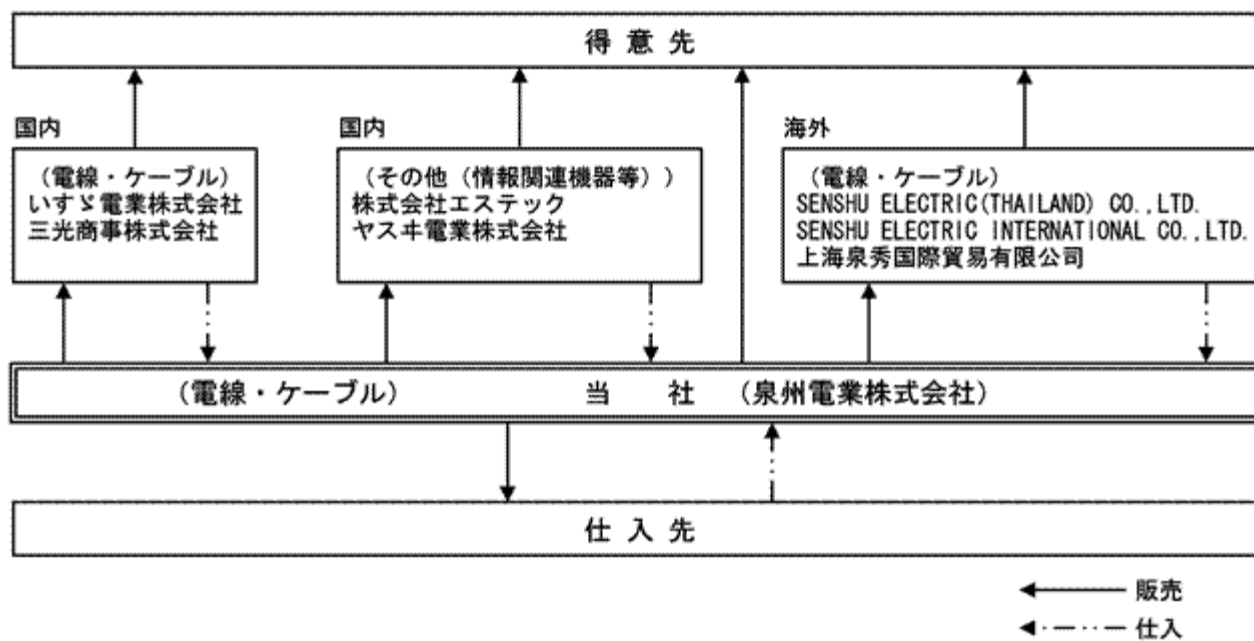 得意先
国内
(電線・ケーブル)
いすゞ電業株式会社
三光商事株式会社
国内
(その他(情報関連機器等))
株式会社エステック
ヤスヰ電業株式会社
海外
(電線・ケーブル)
SENSHU ELECTRIC(THAILAND) CO.,LTD.
SENSHU ELECTRIC INTERNATIONAL CO.,LTD.
上海泉秀国際貿易有限公司
(電線・ケーブル) 当 社 (泉州電業株式会社)
仕入先
販売
仕入